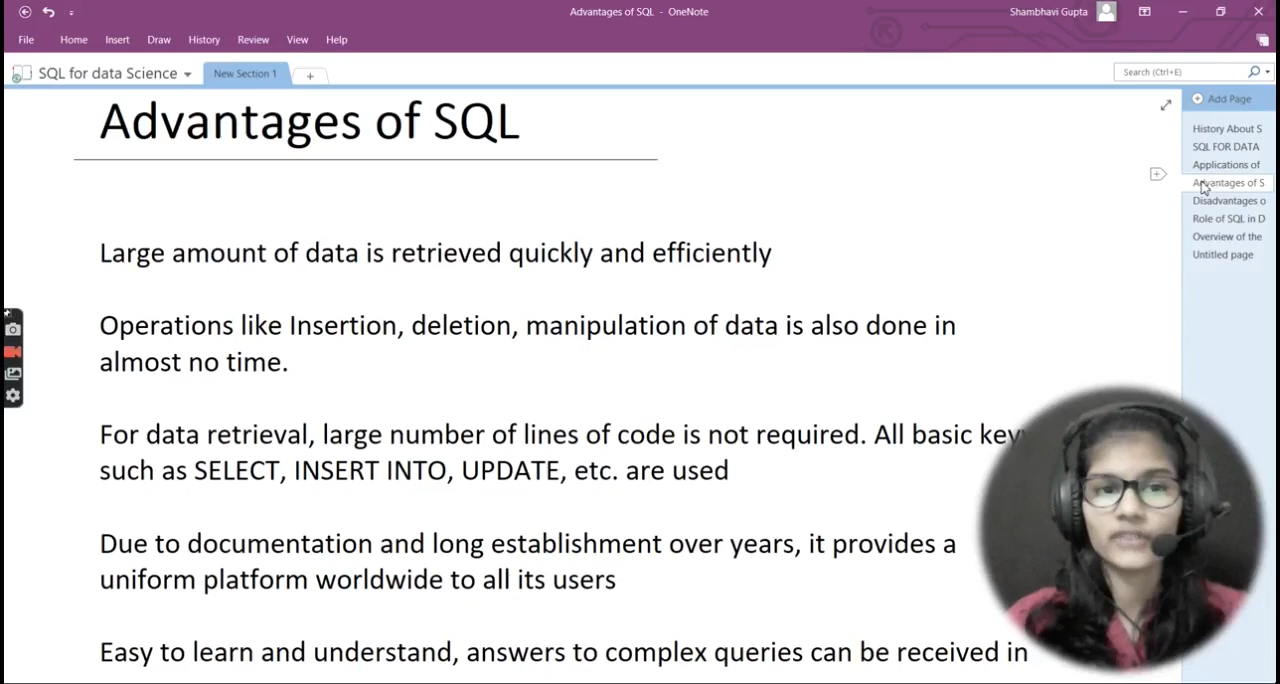 Advantages of SQL - OneNote
Shambhavi Gupta
File Home Insert Draw History Review View Help
SQL for data Science
New Section 1
Search (Ctrl+E)
Add Page
Advantages of SQL
History About S
SQL FOR DATA
Applications of
Advantages of S
Disadvantages o
Role of SQL in D
Overview of the
Untitled page
Large amount of data is retrieved quickly and efficiently
Operations like Insertion, deletion, manipulation of data is also done in
almost no time.
For data retrieval, large number of lines of code is not required. All basic key
such as SELECT, INSERT INTO, UPDATE, etc. are used
Due to documentation and long establishment over years, it provides a
uniform platform worldwide to all its users
Easy to learn and understand, answers to complex queries can be received in